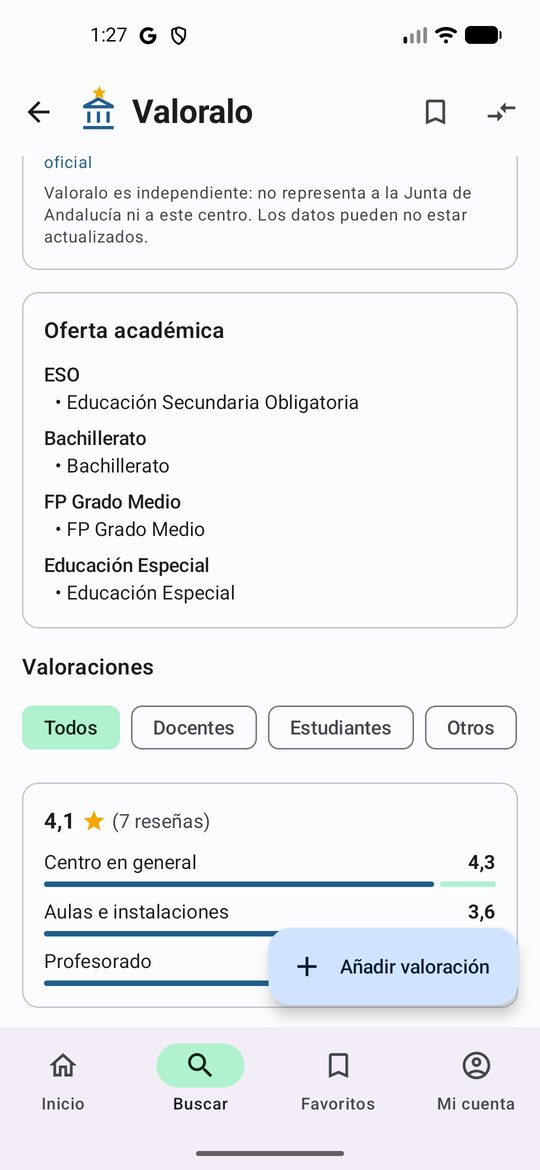 1:27
Valoralo
oficial
Valoralo es independiente: no representa a la Junta de
Andalucía ni a este centro. Los datos pueden no estar
actualizados.
Oferta académica
ESO
• Educación Secundaria Obligatoria
Bachillerato
• Bachillerato
FP Grado Medio
• FP Grado Medio
Educación Especial
• Educación Especial
Valoraciones
Todos Docentes Estudiantes Otros
4,1 (7 reseñas)
Centro en general 4,3
Aulas e instalaciones 3,6
Profesorado
+ Añadir valoración
Inicio Buscar Favoritos Mi cuenta